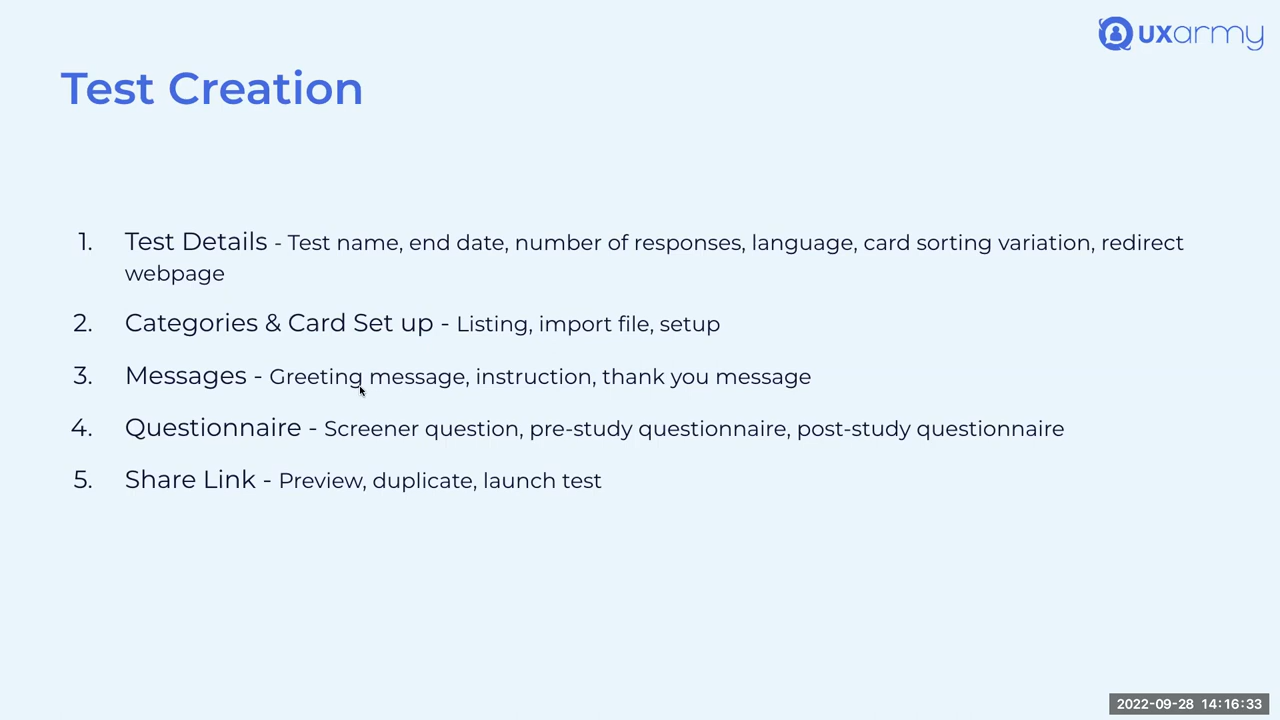 UXarmy
Test Creation
1. Test Details - Test name, end date, number of responses, language, card sorting variation, redirect
webpage
2. Categories & Card Set up - Listing, import file, setup
3. Messages - Greeting message, instruction, thank you message
4. Questionnaire - Screener question, pre-study questionnaire, post-study questionnaire
5. Share Link - Preview, duplicate, launch test
2022-09-28 14:16:33